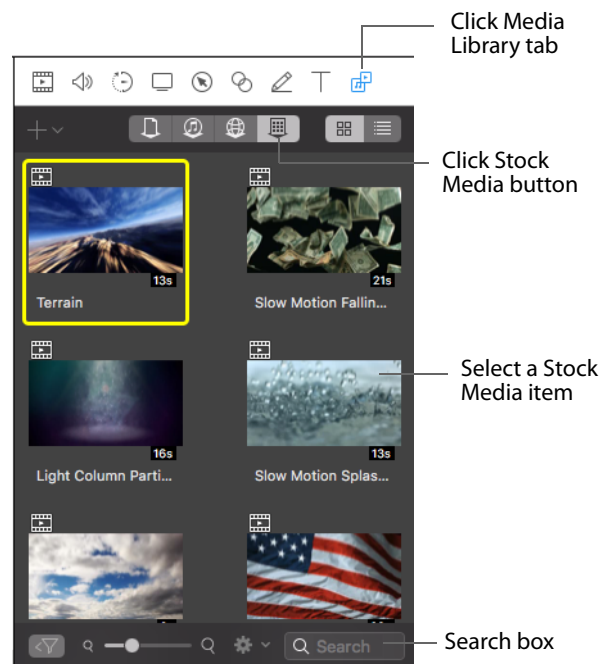 Click Media
Library tab
Click Stock
Media button
13s
21s
Terrain
Slow Motion Fallin...
Select a Stock
Media item
16s
13s
Light Column Parti...
Slow Motion Splas...
Search
Search box